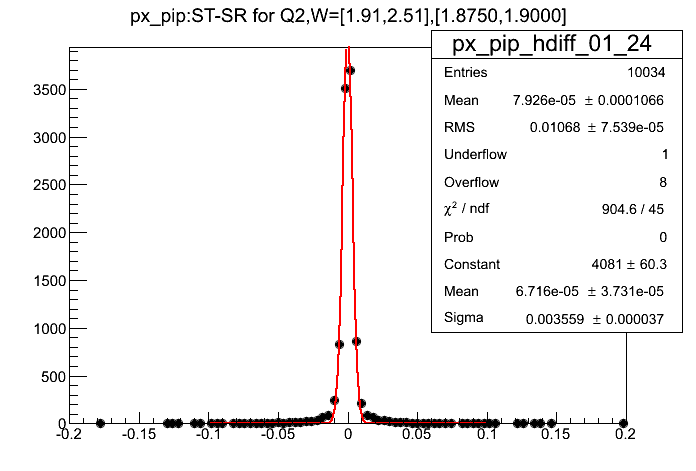 px_pip:ST-SR for Q2,W=[1.91,2.51],[1.8750,1.9000]
px_pip_hdiff_01_24
Entries 10034
Mean 7.926e-05 ± 0.0001066
RMS 0.01068 ± 7.539e-05
Underflow 1
Overflow 8
χ² / ndf 904.6 / 45
Prob 0
Constant 4081 ± 60.3
Mean 6.716e-05 ± 3.731e-05
Sigma 0.003559 ± 0.000037
3500
3000
2500
2000
1500
1000
500
0
-0.2 -0.15 -0.1 -0.05 0 0.05 0.1 0.15 0.2